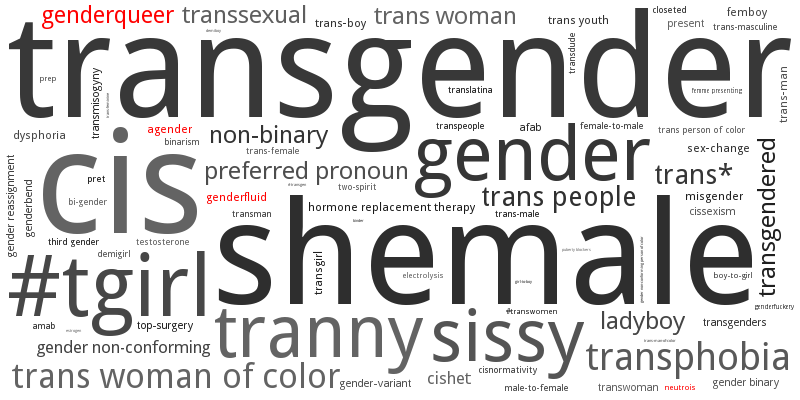 genderqueer transsexual trans-boy trans woman trans youth closeted present femboy
trans-masculine
transgender
prep
transmisogyny
translatina
transdude
femme presenting
trans-man
dysphoria
agender
binarism
non-binary
trans-female
transpeople
afab
female-to-male
trans person of color
sex-change
cis
gender
preferred pronoun
trans*
transgendered
gender reassignment
genderbend
pret
bi-gender
genderfluid
two-spirit
trans people
misgender
cissexism
transman
hormone replacement therapy
trans-male
third gender
testosterone
demigirl
shemale
#tgirl
transgirl
electrolysis
puberty blockers
boy-to-girl
genderfuckery
amab
top-surgery
#transwomen
tranny
sissy
ladyboy
transgenders
gender non-conforming
transphobia
trans woman of color
gender-variant
cishet
cisnormativity
male-to-female
transwoman
neutrois
gender binary